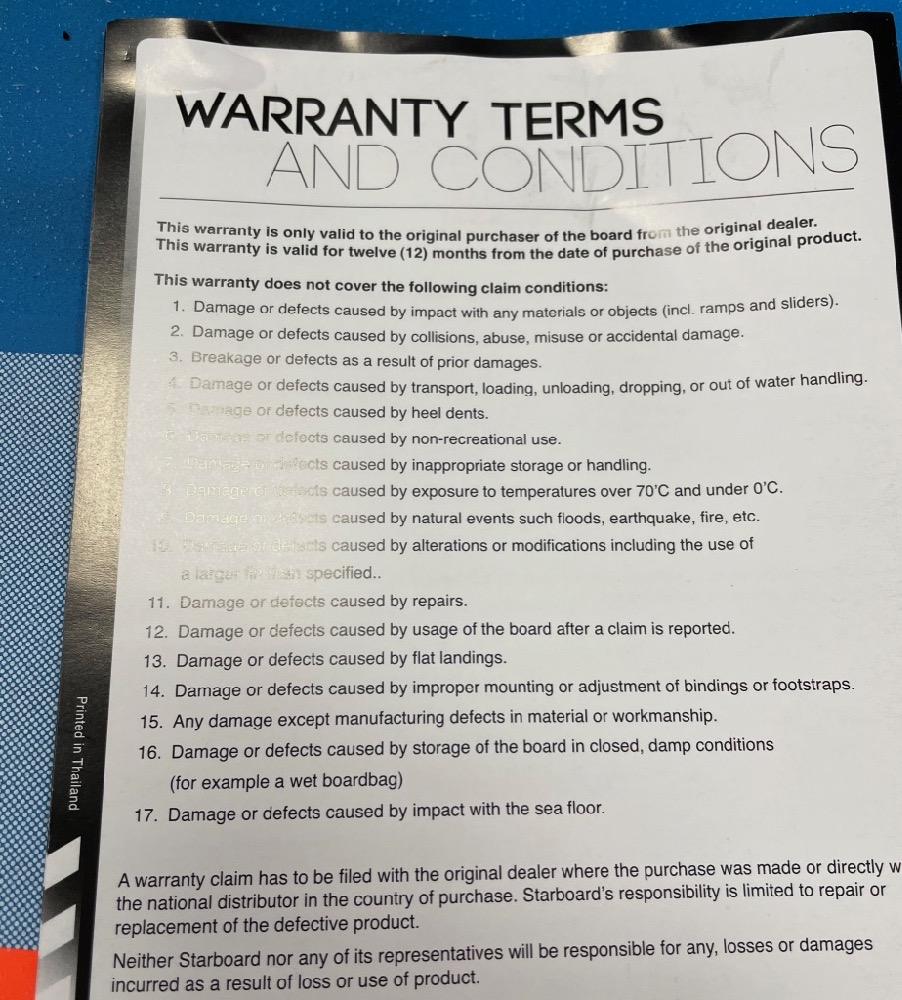 WARRANTY TERMS
AND CONDITIONS
This warranty is only valid to the original purchaser of the board from the original dealer.
This warranty is valid for twelve (12) months from the date of purchase of the original product.
This warranty does not cover the following claim conditions:
1. Damage or defects caused by impact with any materials or objects (incl. ramps and sliders).
2. Damage or defects caused by collisions, abuse, misuse or accidental damage.
3. Breakage or defects as a result of prior damages.
4. Damage or defects caused by transport, loading, unloading, dropping, or out of water handling.
5. Damage or defects caused by heel dents.
6. Damage or defects caused by non-recreational use.
7. Damage or defects caused by inappropriate storage or handling.
8. Damage or defects caused by exposure to temperatures over 70'C and under 0'C.
9. Damage or defects caused by natural events such floods, earthquake, fire, etc.
10. Damage or defects caused by alterations or modifications including the use of
a larger fin than specified..
11. Damage or defects caused by repairs.
12. Damage or defects caused by usage of the board after a claim is reported.
13. Damage or defects caused by flat landings.
14. Damage or defects caused by improper mounting or adjustment of bindings or footstraps.
15. Any damage except manufacturing defects in material or workmanship.
16. Damage or defects caused by storage of the board in closed, damp conditions
(for example a wet boardbag)
17. Damage or defects caused by impact with the sea floor.
A warranty claim has to be filed with the original dealer where the purchase was made or directly w
the national distributor in the country of purchase. Starboard's responsibility is limited to repair or
replacement of the defective product.
Neither Starboard nor any of its representatives will be responsible for any, losses or damages
incurred as a result of loss or use of product.
Printed in Thailand